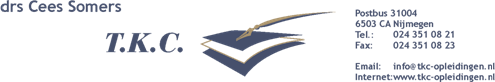 drs Cees Somers
T.K.C.
Postbus 31004
6503 CA Nijmegen
Tel.: 024 351 08 21
Fax: 024 351 08 23
Email: info@tkc-opleidingen.nl
Internet:www.tkc-opleidingen.nl